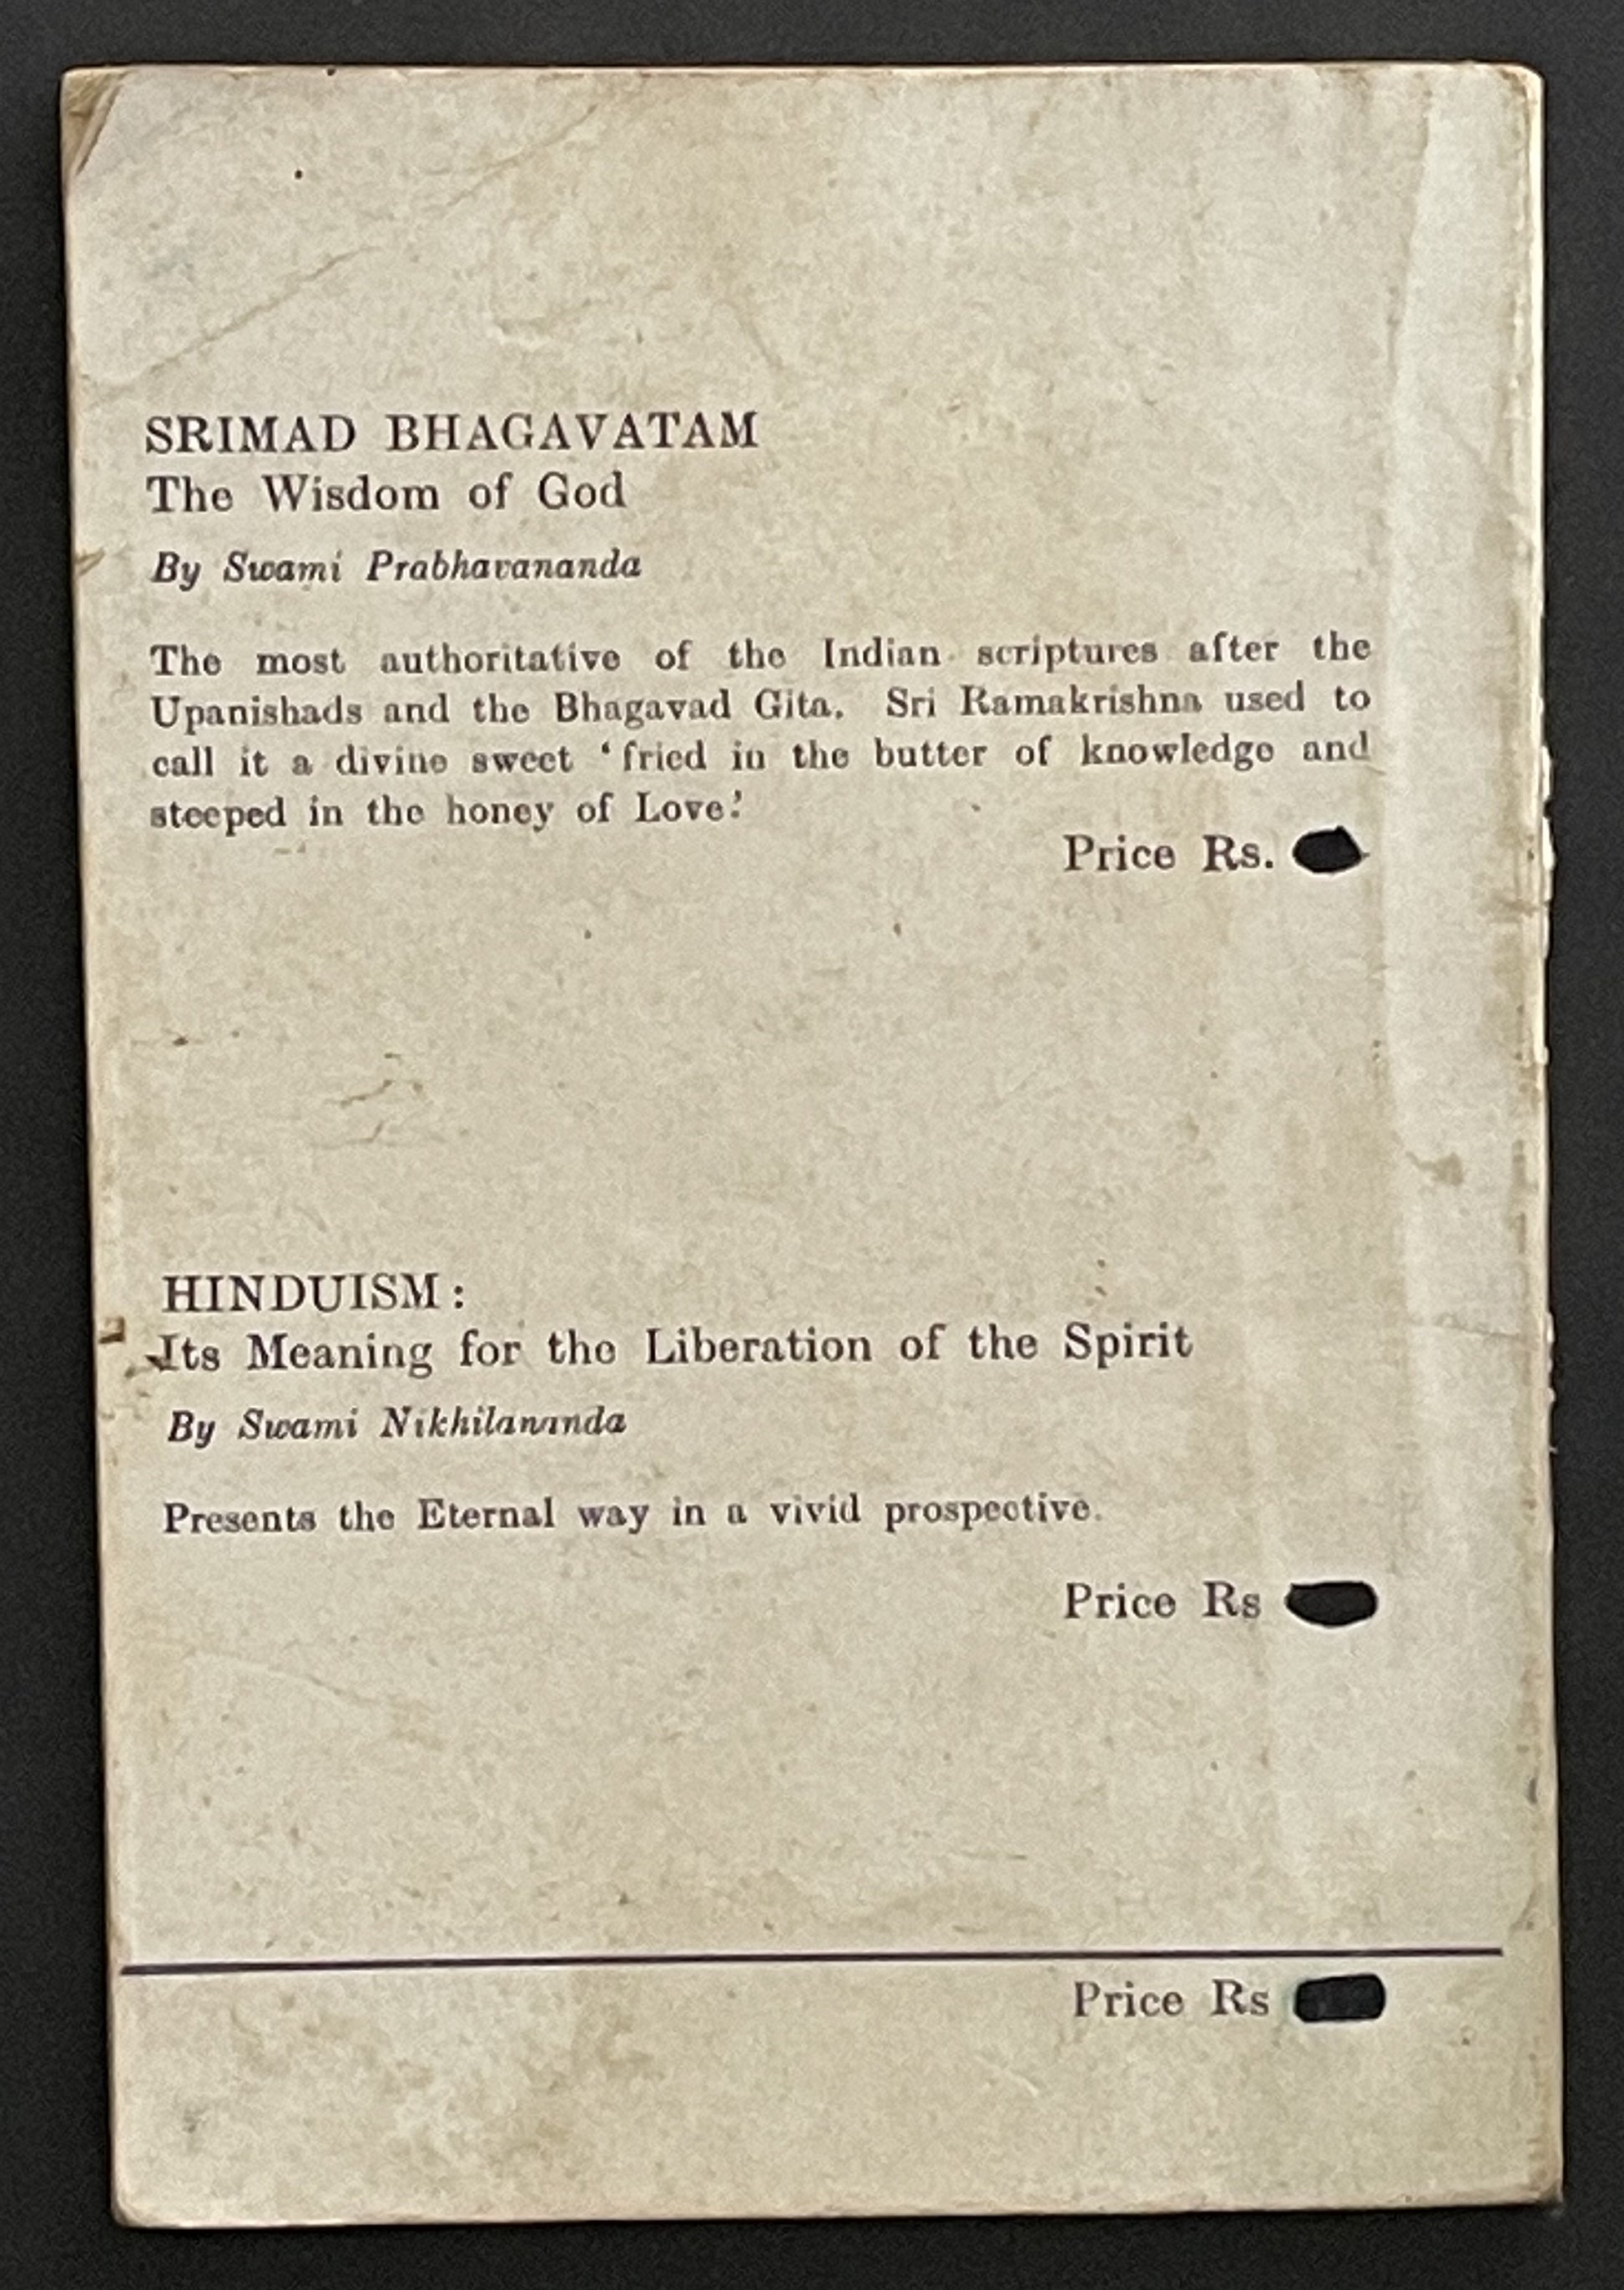 SRIMAD BHAGAVATAM
The Wisdom of God
By Swami Prabhavananda
The most authoritative of the Indian scriptures after the
Upanishads and the Bhagavad Gita. Sri Ramakrishna used to
call it a divine sweet ‘fried in the butter of knowledge and
steeped in the honey of Love.’
Price Rs.
HINDUISM:
Its Meaning for the Liberation of the Spirit
By Swami Nikhilananda
Presents the Eternal way in a vivid prospective.
Price Rs
Price Rs